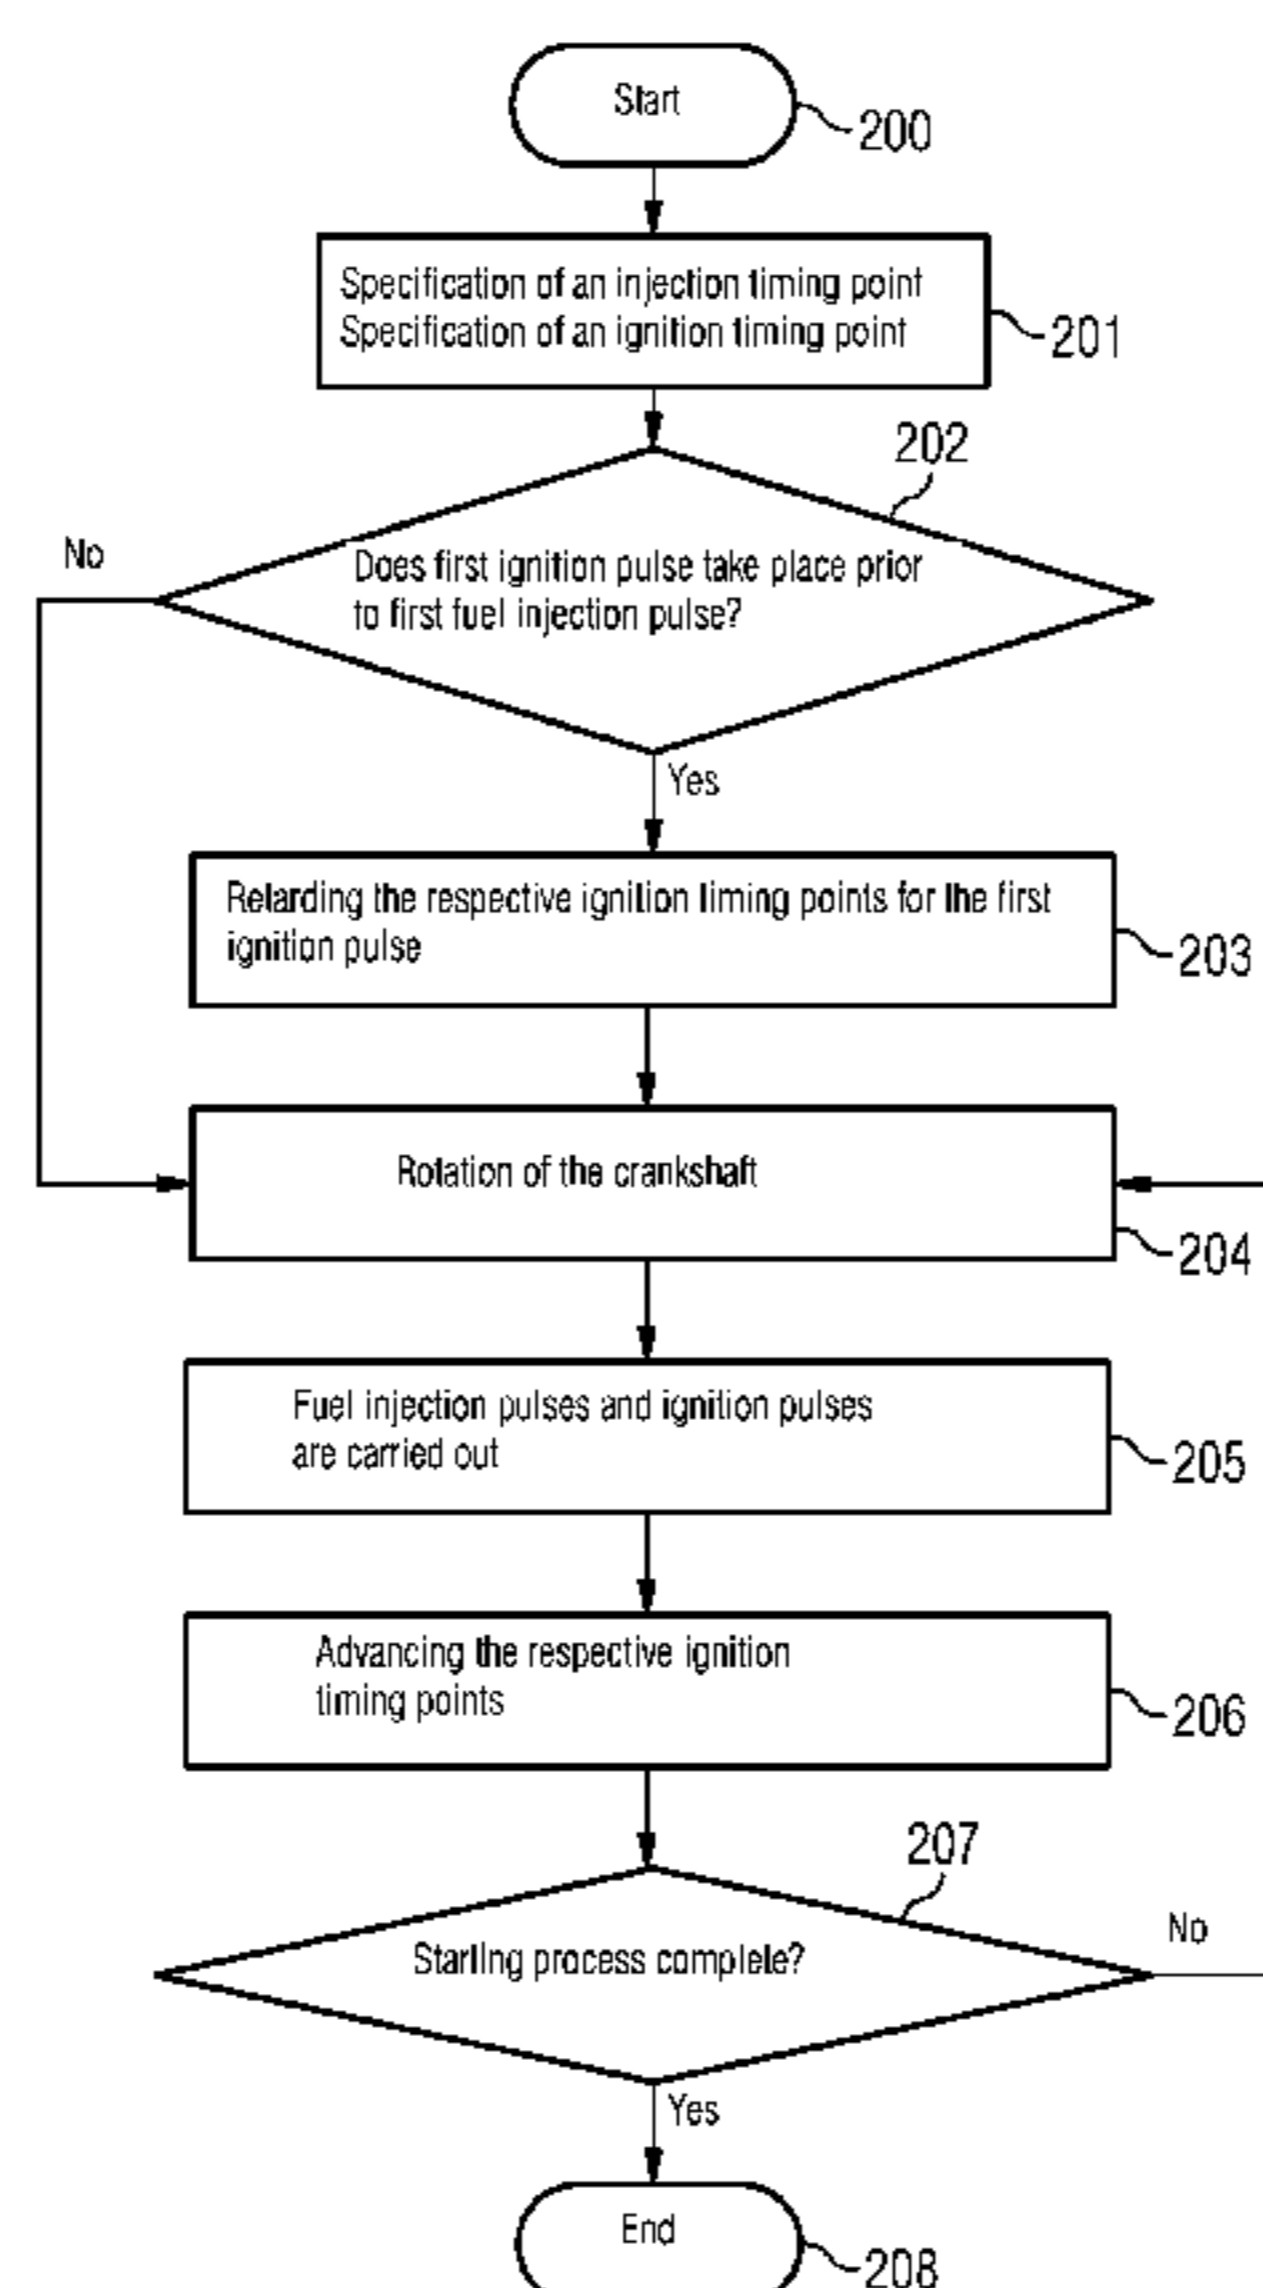 Start
200
Specification of an injection timing point
Specification of an ignition timing point
201
202
No
Does first ignition pulse take place prior
to first fuel injection pulse?
Yes
Retarding the respective ignition timing points for the first
ignition pulse
203
Rotation of the crankshaft
204
Fuel injection pulses and ignition pulses
are carried out
205
Advancing the respective ignition
timing points
206
207
No
Starting process complete?
Yes
End
208